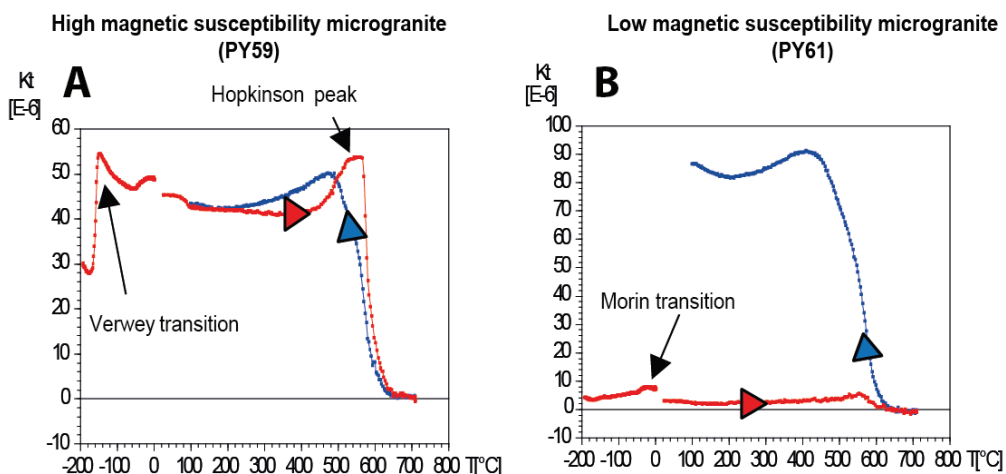 High magnetic susceptibility microgranite
(PY59)
Low magnetic susceptibility microgranite
(PY61)
Kt
[E-6]
A
Hopkinson peak
60
50
40
30
20
10
0
-10
Verwey transition
-200 -100 0 100 200 300 400 500 600 700 800 T[°C]
Kt
[E-6]
B
100
90
80
70
60
50
40
30
20
10
0
-10
Morin transition
-200 -100 0 100 200 300 400 500 600 700 800 T[°C]